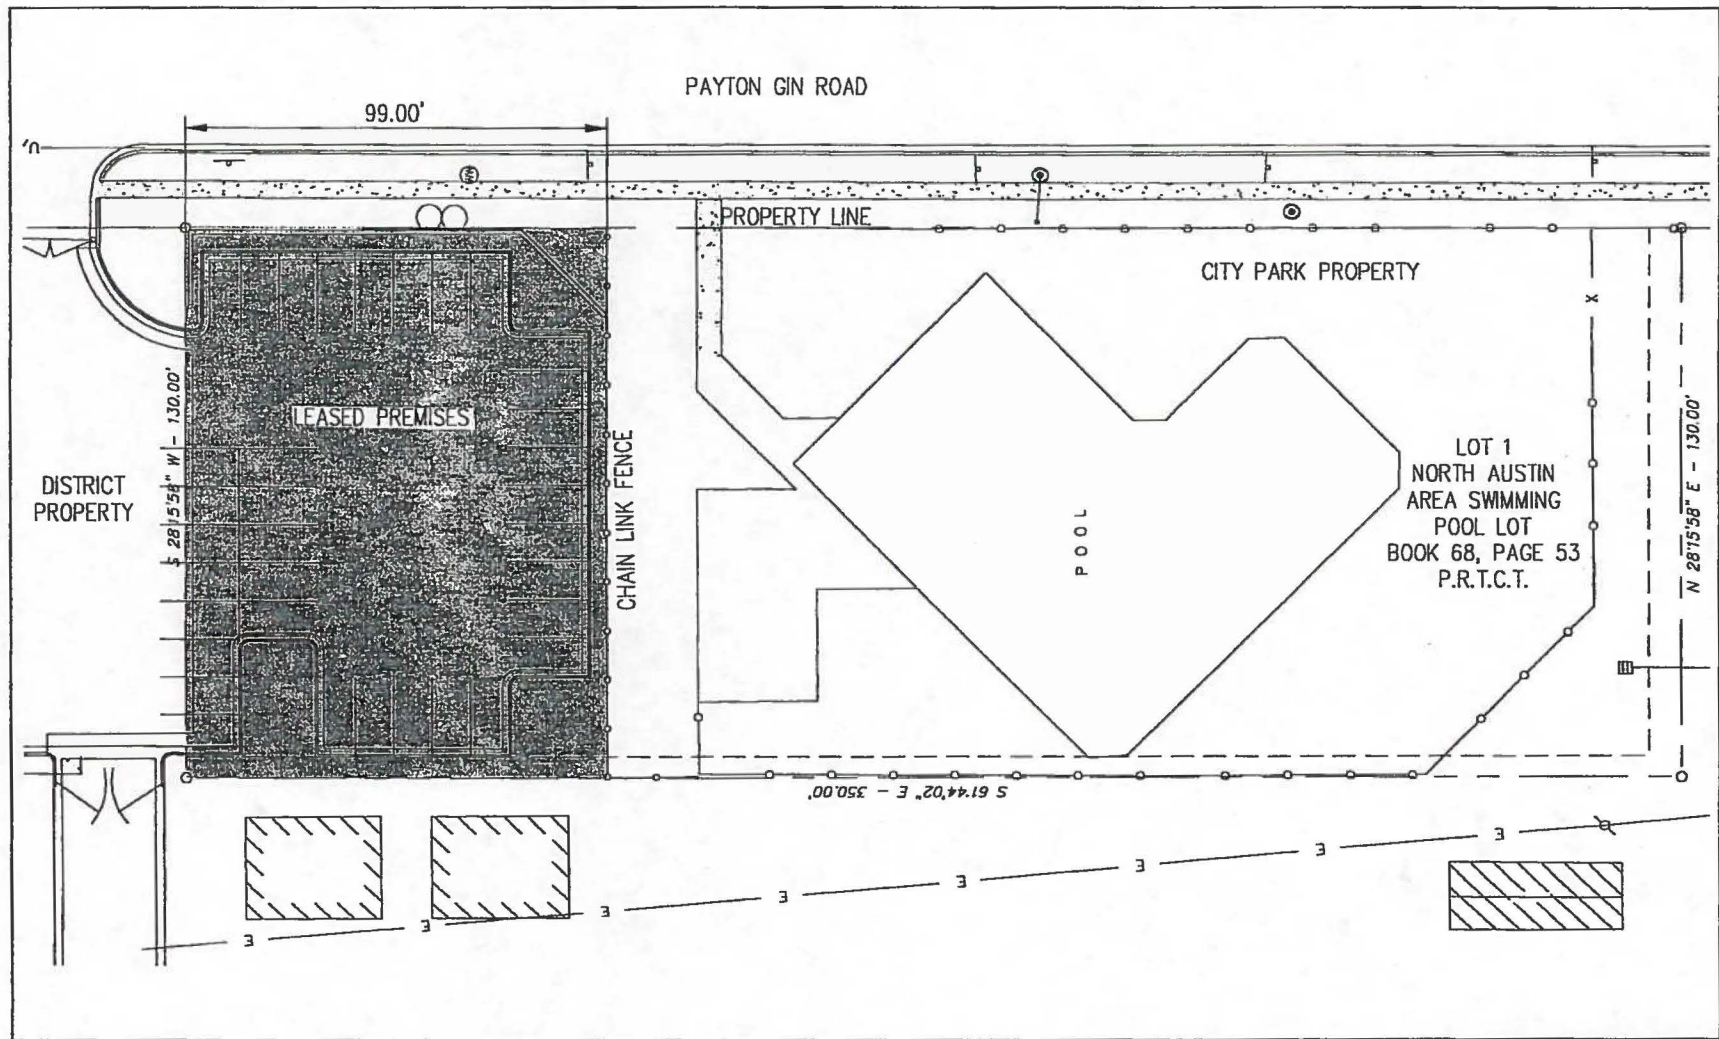 PAYTON GIN ROAD
99.00'
WM
PROPERTY LINE
CITY PARK PROPERTY
X
LEASED PREMISES
S 28°15'58" W - 130.00'
DISTRICT
PROPERTY
CHAIN LINK FENCE
POOL
LOT 1
NORTH AUSTIN
AREA SWIMMING
POOL LOT
BOOK 68, PAGE 53
P.R.T.C.T.
N 28°15'58" E - 130.00'
S 61°44'02" E - 350.00'
E E E E E E E E